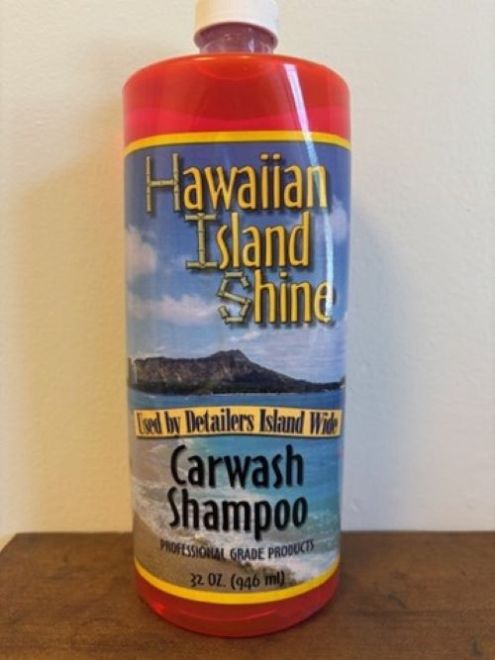 Hawaiian
Island
Shine
Used by Detailers Island Wide
Carwash
Shampoo
PROFESSIONAL GRADE PRODUCTS
32 OZ. (946 ml)